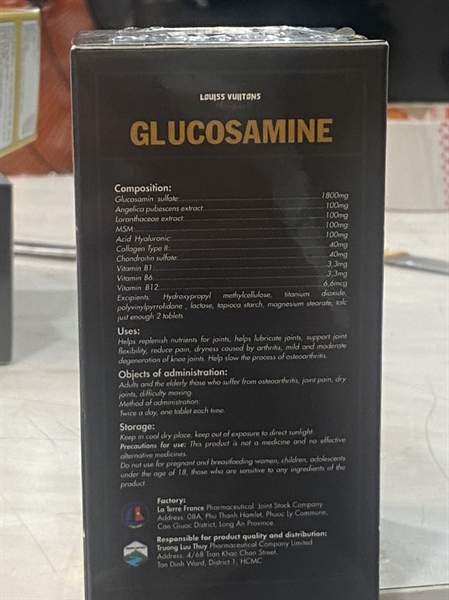 LOUISS VUITTONS
GLUCOSAMINE
Composition:
Glucosamin sulfate 1800mg
Angelica pubescens extract 100mg
Loranthaceae extract 100mg
MSM 100mg
Acid Hyaluronic 100mg
Collagen Type II: 40mg
Chondroitin sulfate: 40mg
Vitamin B1 3,3mg
Vitamin B6 3,3mg
Vitamin B12 6,6mcg
Excipients: Hydroxypropyl methylcellulose, titanium dioxide,
polyvinylpyrrolidone , lactose, tapioca starch, magnesium stearate, talc
just enough 2 tablets.
Uses:
Helps replenish nutrients for joints, helps lubricate joints, support joint
flexibility, reduce pain, dryness caused by arthritis, mild and moderate
degeneration of knee joints. Help slow the process of osteoarthritis.
Objects of administration:
Adults and the elderly those who suffer from osteoarthritis, joint pain, dry
joints, difficulty moving.
Method of administration:
Twice a day, one tablet each time.
Storage:
Keep in cool dry place, keep out of exposure to direct sunlight.
Precautions for use: This product is not a medicine and no effective
alternative medicines.
Do not use for pregnant and breastfeeding women, children, adolescents
under the age of 18, those who are sensitive to any ingredients of the
product
Factory:
La Terre France Pharmaceutical Joint Stock Company
Address: 08A, Phu Thanh Hamlet, Phuoc Ly Commune,
Can Giuoc District, Long An Province.
Responsible for product quality and distribution:
Truong Luu Thuy Pharmaceutical Company Limited
Address: 4/68 Tran Khac Chan Street,
Tan Dinh Ward, District 1, HCMC